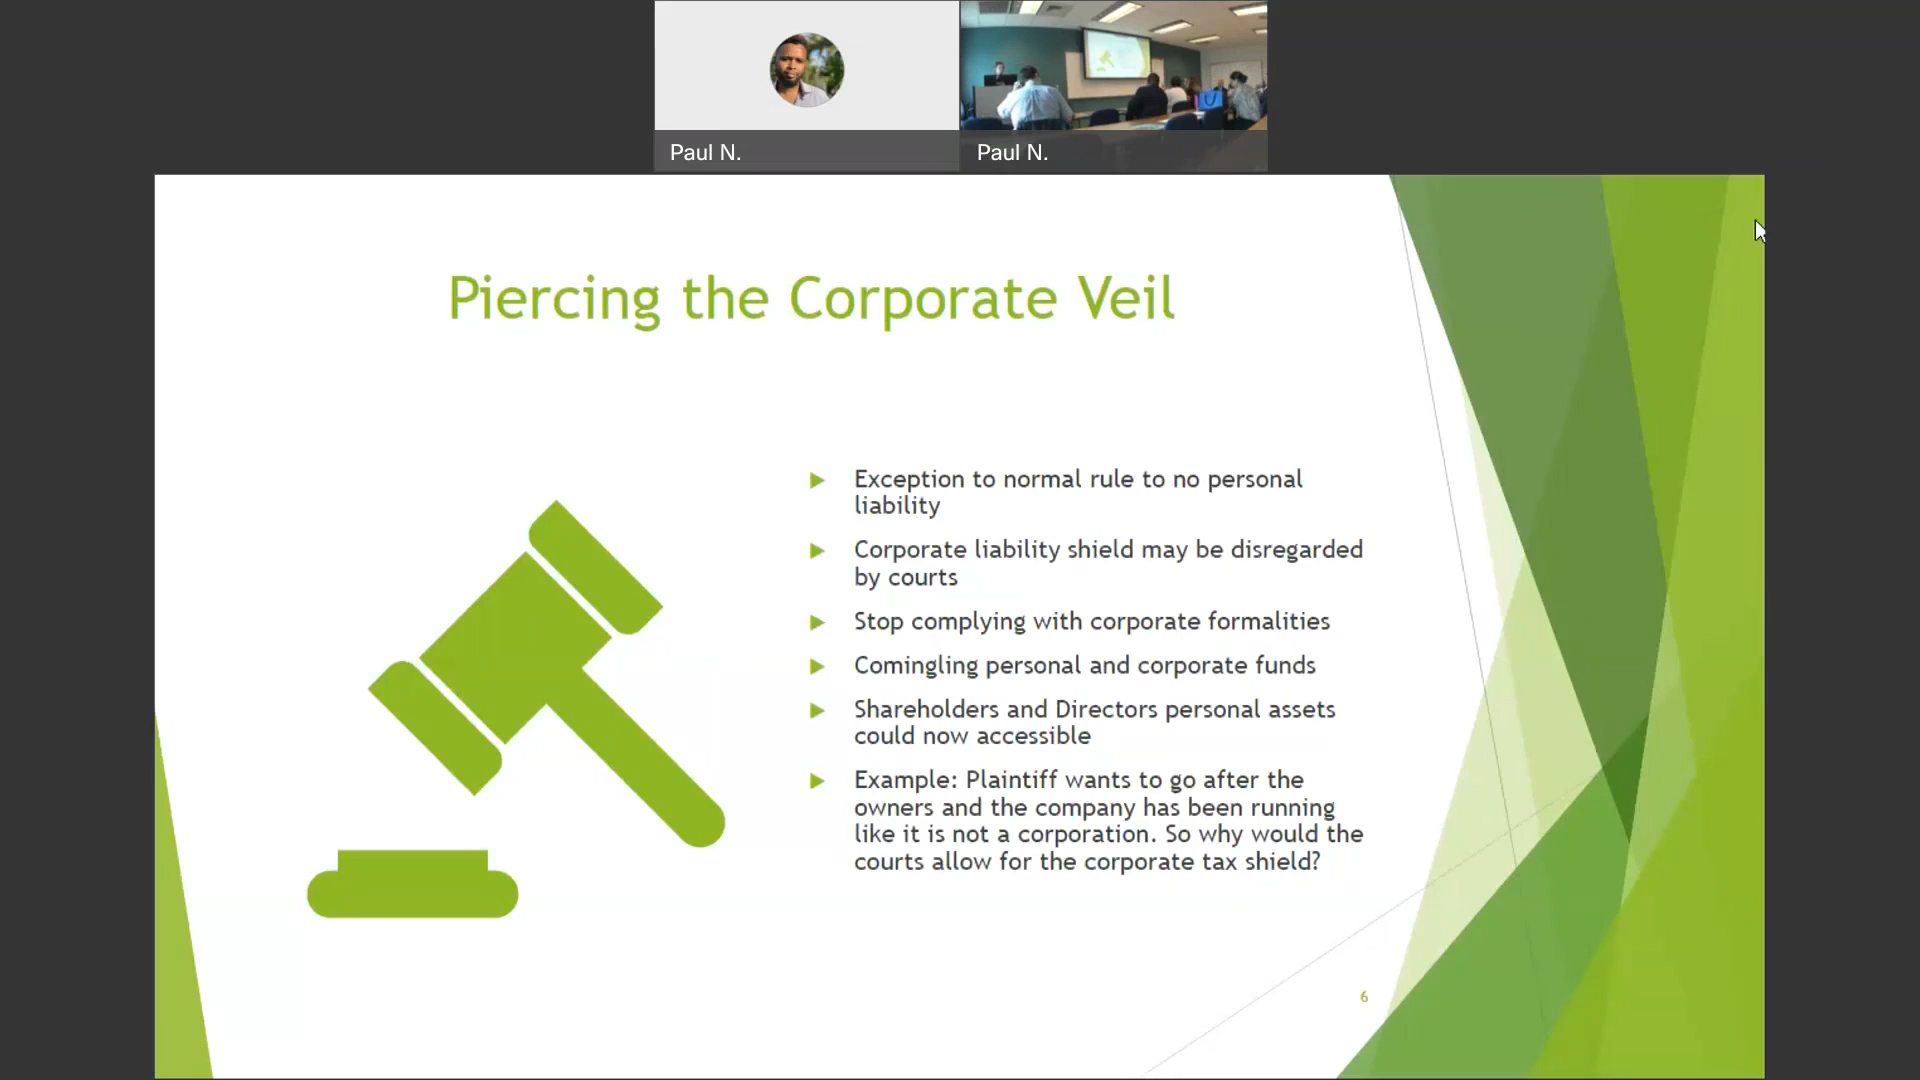 Paul N.
Paul N.
Piercing the Corporate Veil
Exception to normal rule to no personal
liability
Corporate liability shield may be disregarded
by courts
Stop complying with corporate formalities
Comingling personal and corporate funds
Shareholders and Directors personal assets
could now accessible
Example: Plaintiff wants to go after the
owners and the company has been running
like it is not a corporation. So why would the
courts allow for the corporate tax shield?
6